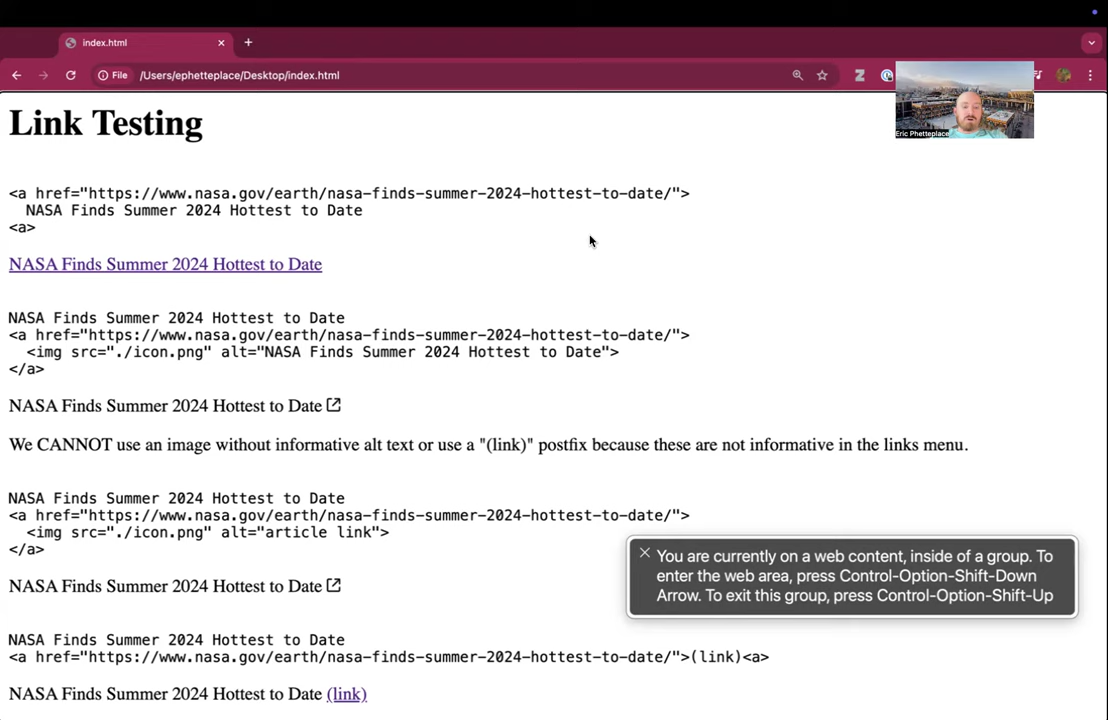 index.html
File
/Users/ephetteplace/Desktop/index.html
Eric Phetteplace
Link Testing
<a href="https://www.nasa.gov/earth/nasa-finds-summer-2024-hottest-to-date/">
NASA Finds Summer 2024 Hottest to Date
<a>
NASA Finds Summer 2024 Hottest to Date
NASA Finds Summer 2024 Hottest to Date
<a href="https://www.nasa.gov/earth/nasa-finds-summer-2024-hottest-to-date/">
<img src="./icon.png" alt="NASA Finds Summer 2024 Hottest to Date">
</a>
NASA Finds Summer 2024 Hottest to Date
We CANNOT use an image without informative alt text or use a "(link)" postfix because these are not informative in the links menu.
NASA Finds Summer 2024 Hottest to Date
<a href="https://www.nasa.gov/earth/nasa-finds-summer-2024-hottest-to-date/">
<img src="./icon.png" alt="article link">
</a>
NASA Finds Summer 2024 Hottest to Date
You are currently on a web content, inside of a group. To
enter the web area, press Control-Option-Shift-Down
Arrow. To exit this group, press Control-Option-Shift-Up
NASA Finds Summer 2024 Hottest to Date
<a href="https://www.nasa.gov/earth/nasa-finds-summer-2024-hottest-to-date/">(link)<a>
NASA Finds Summer 2024 Hottest to Date (link)